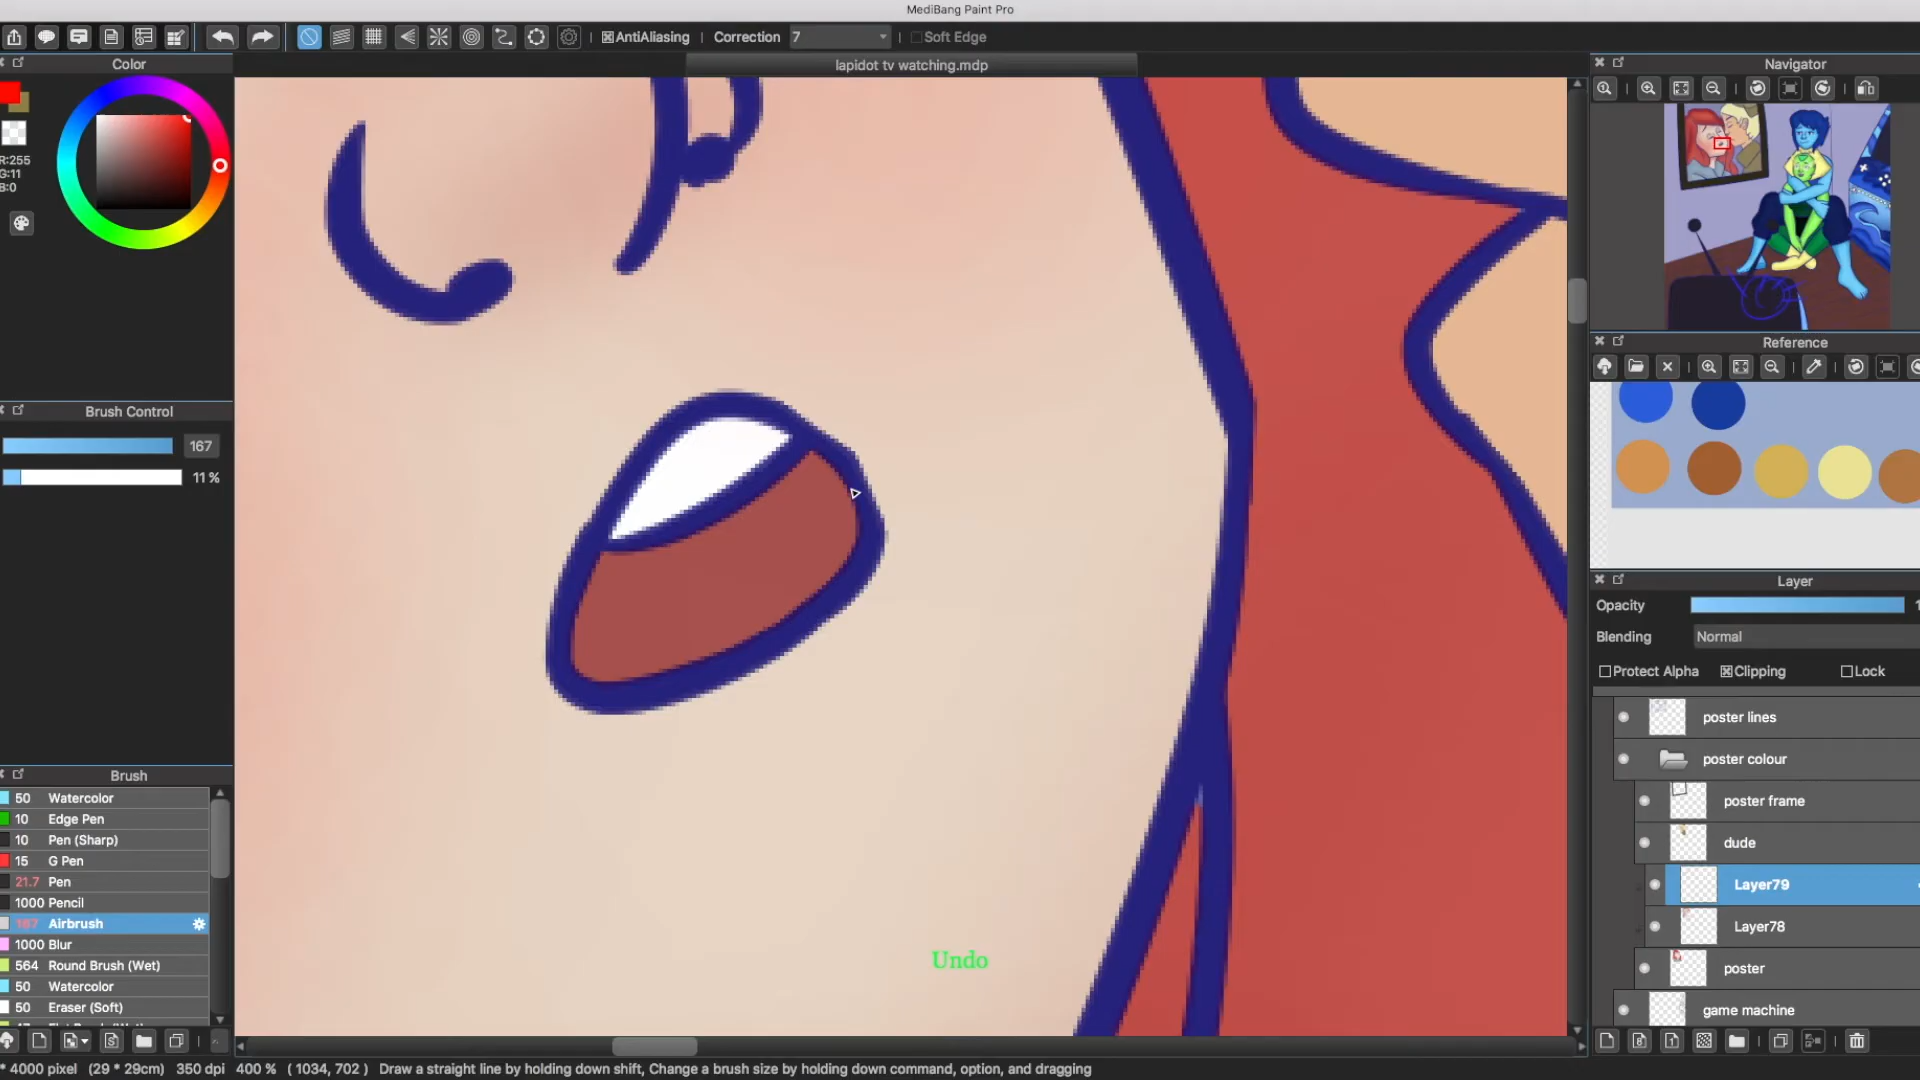 MediBang Paint Pro
AntiAliasing Correction 7 Soft Edge
Color
lapidot tv watching.mdp
Navigator
R:255
G:11
B:0
Reference
Brush Control
167
11 %
Layer
Opacity
Blending Normal
Protect Alpha Clipping Lock
poster lines
poster colour
poster frame
dude
Layer79
Layer78
poster
game machine
Brush
50 Watercolor
10 Edge Pen
10 Pen (Sharp)
15 G Pen
21.7 Pen
1000 Pencil
167 Airbrush
1000 Blur
564 Round Brush (Wet)
50 Watercolor
50 Eraser (Soft)
Undo
* 4000 pixel (29 * 29cm) 350 dpi 400 % ( 1034, 702 ) Draw a straight line by holding down shift, Change a brush size by holding down command, option, and dragging